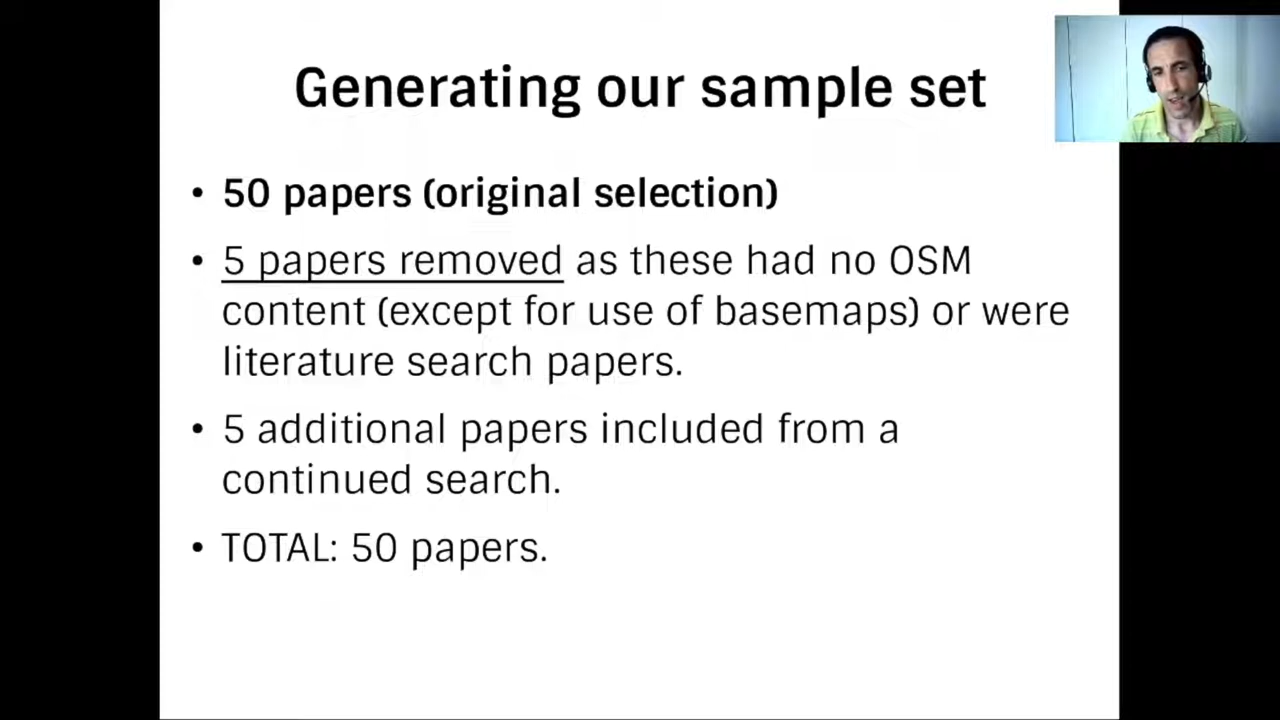 Generating our sample set
• 50 papers (original selection)
• 5 papers removed as these had no OSM
content (except for use of basemaps) or were
literature search papers.
• 5 additional papers included from a
continued search.
• TOTAL: 50 papers.